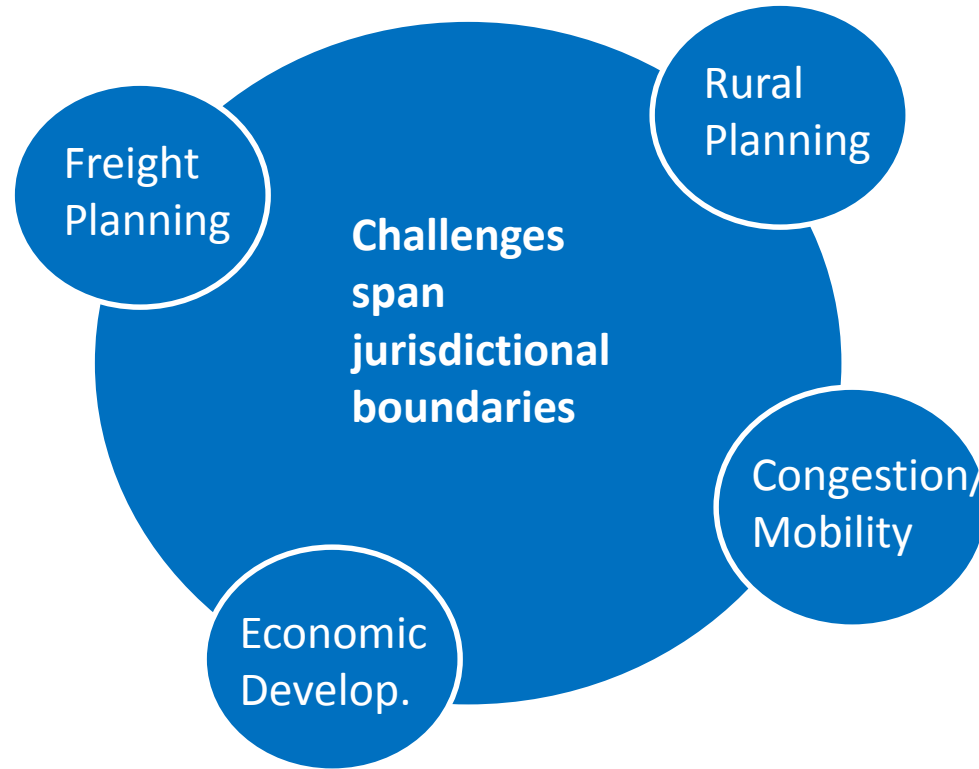 Rural
Planning
Freight
Planning
Challenges
span
jurisdictional
boundaries
Congestion/
Mobility
Economic
Develop.